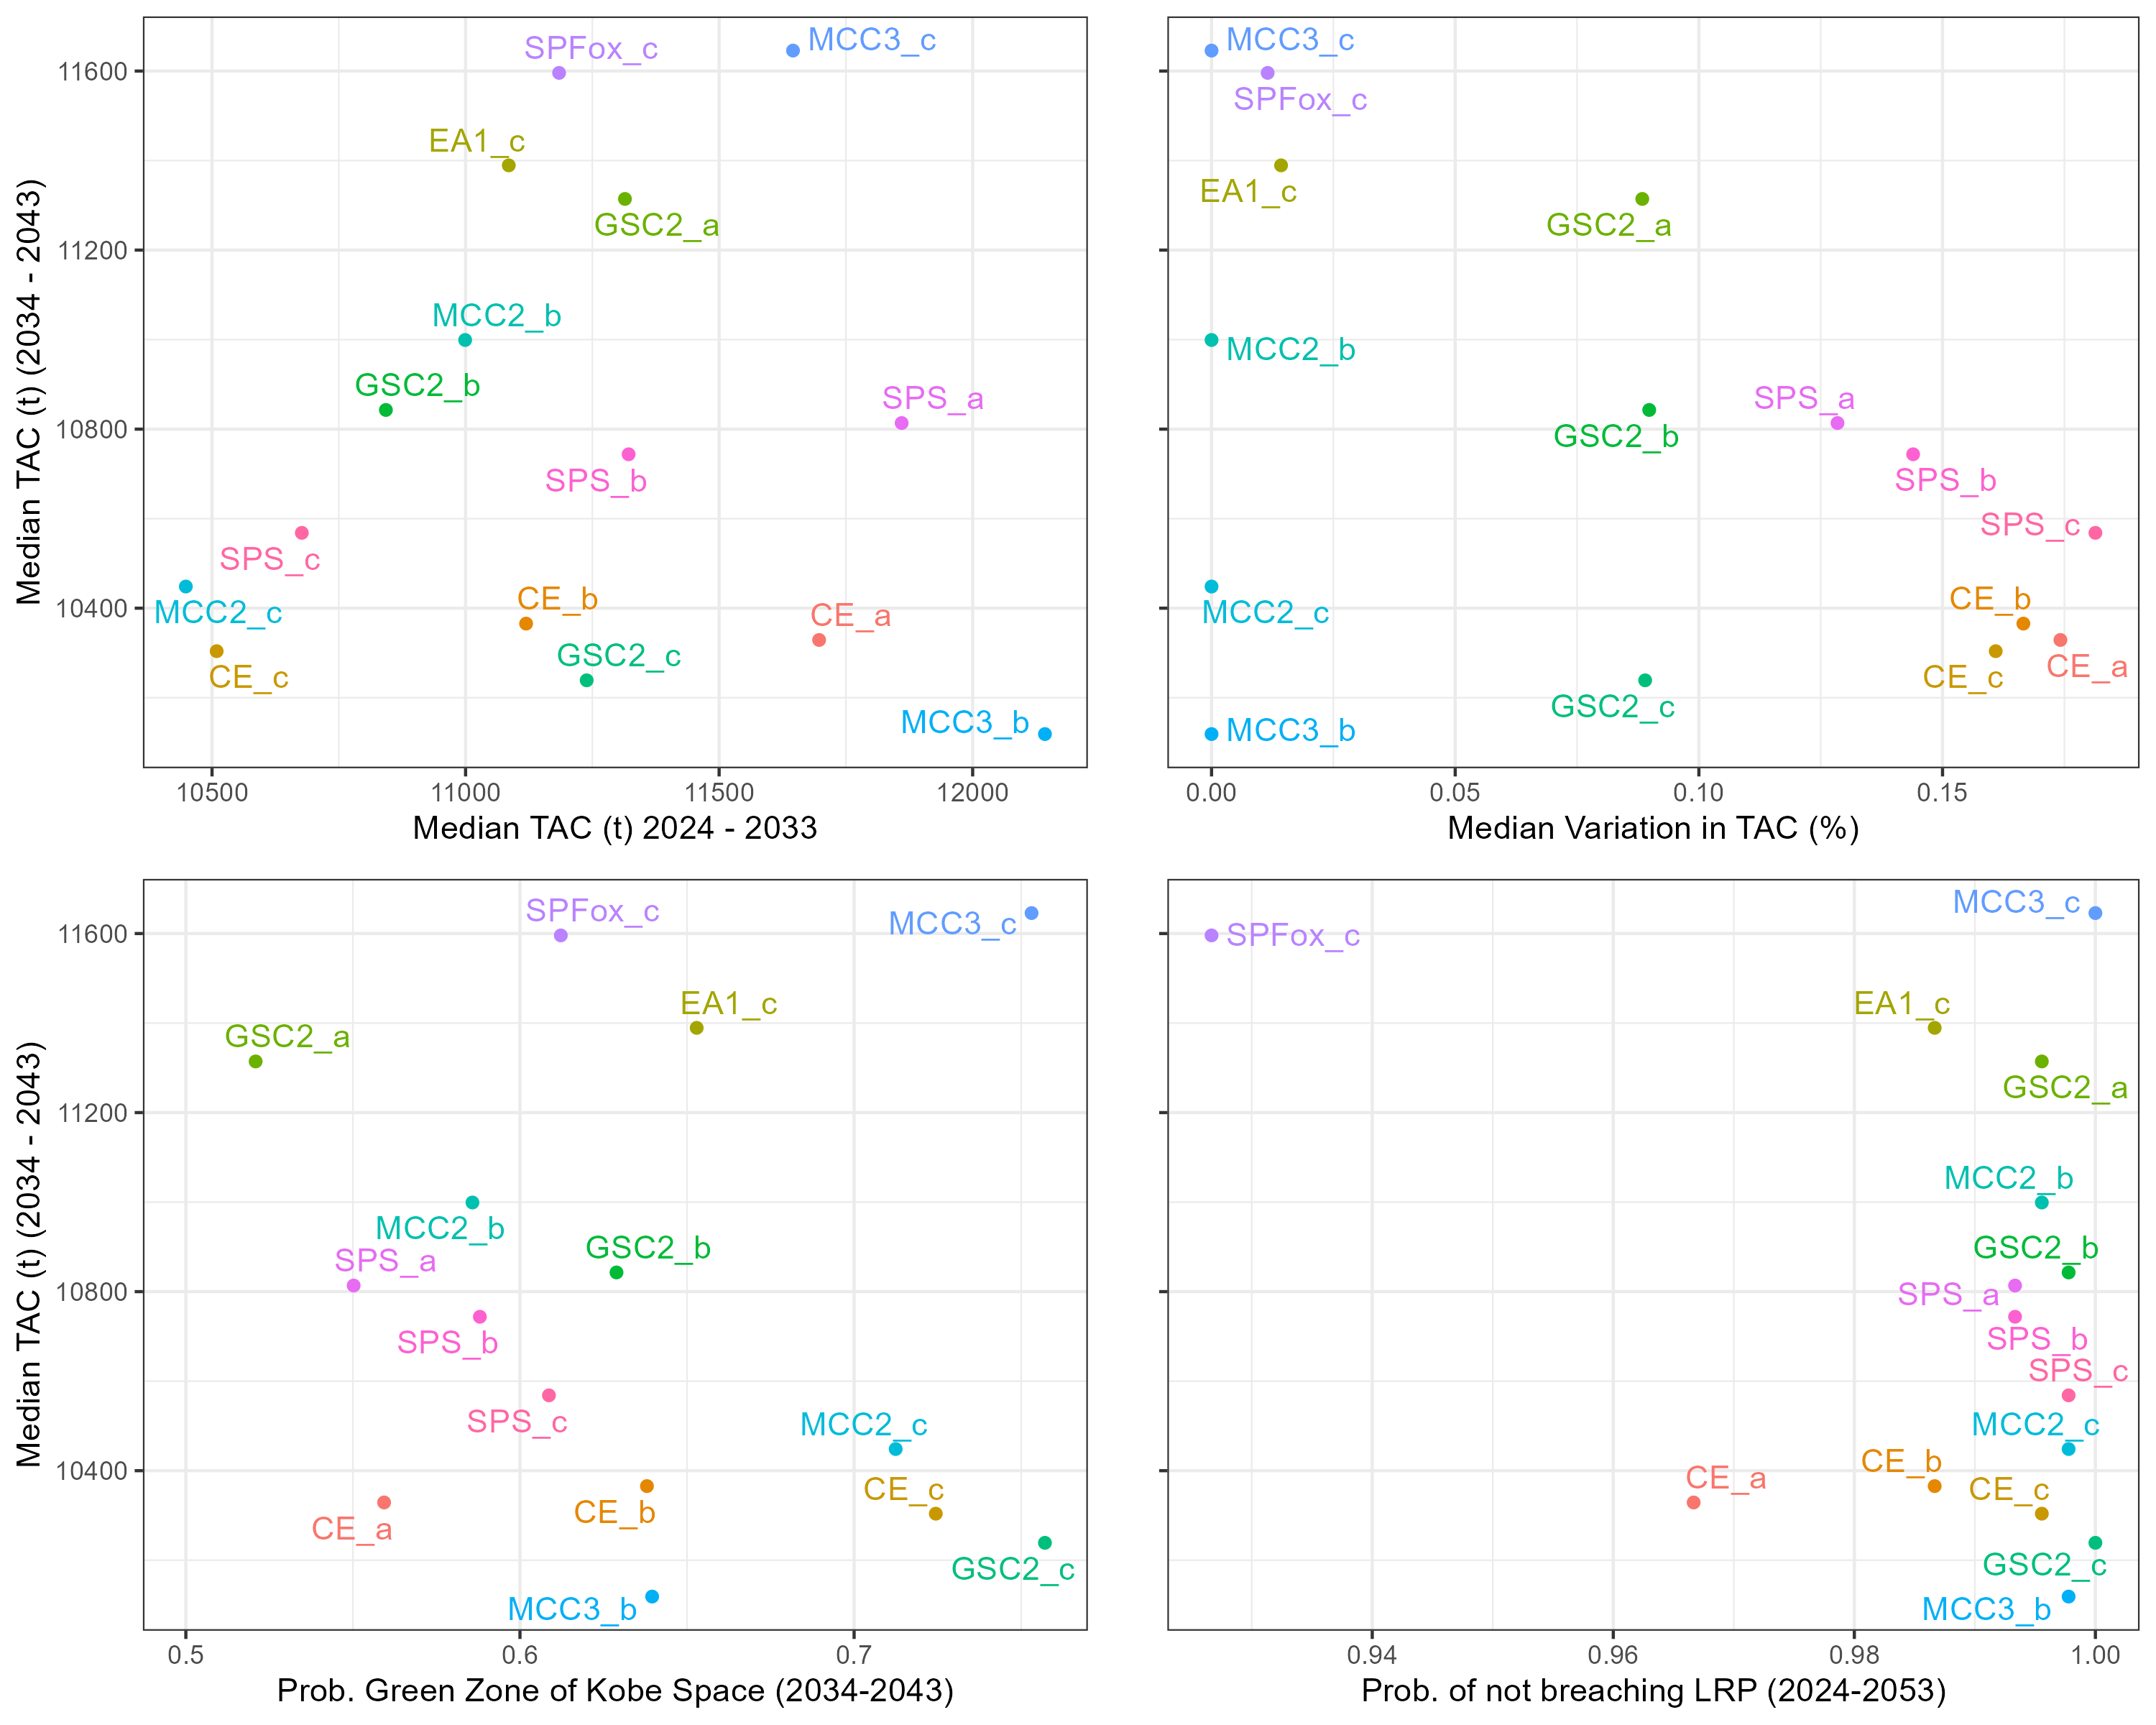 SPFox_c
MCC3_c
EA1_c
GSC2_a
MCC2_b
GSC2_b
SPS_a
SPS_b
SPS_c
MCC2_c
CE_b
CE_a
GSC2_c
CE_c
MCC3_b
11600
11200
10800
10400
Median TAC (t) (2034 - 2043)
10500
11000
11500
12000
Median TAC (t) 2024 - 2033
MCC3_c
SPFox_c
EA1_c
GSC2_a
MCC2_b
SPS_a
GSC2_b
SPS_b
SPS_c
CE_b
MCC2_c
CE_a
CE_c
GSC2_c
MCC3_b
0.00
0.05
0.10
0.15
Median Variation in TAC (%)
SPFox_c
MCC3_c
EA1_c
GSC2_a
MCC2_b
GSC2_b
SPS_a
SPS_b
SPS_c
MCC2_c
CE_c
CE_b
CE_a
GSC2_c
MCC3_b
11600
11200
10800
10400
Median TAC (t) (2034 - 2043)
0.5
0.6
0.7
Prob. Green Zone of Kobe Space (2034-2043)
MCC3_c
SPFox_c
EA1_c
GSC2_a
MCC2_b
GSC2_b
SPS_a
SPS_b
SPS_c
MCC2_c
CE_b
CE_a
CE_c
GSC2_c
MCC3_b
0.94
0.96
0.98
1.00
Prob. of not breaching LRP (2024-2053)